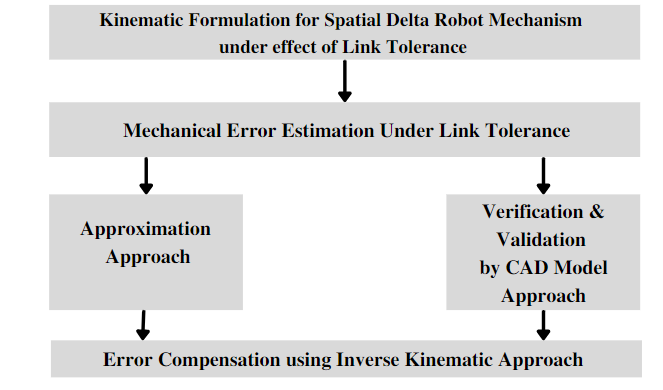 Kinematic Formulation for Spatial Delta Robot Mechanism
under effect of Link Tolerance
Mechanical Error Estimation Under Link Tolerance
Approximation
Approach
Verification &
Validation
by CAD Model
Approach
Error Compensation using Inverse Kinematic Approach